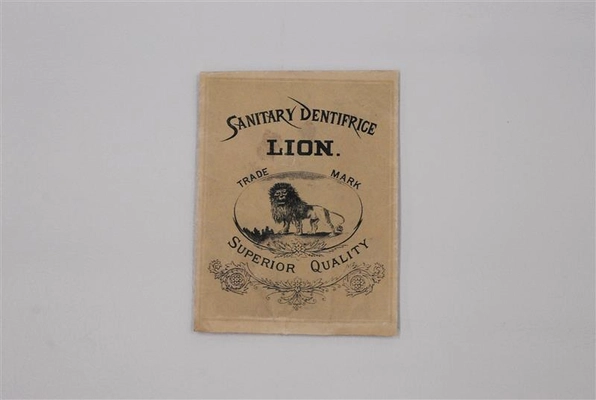 SANITARY DENTIFRICE
LION.
TRADE MARK
SUPERIOR QUALITY